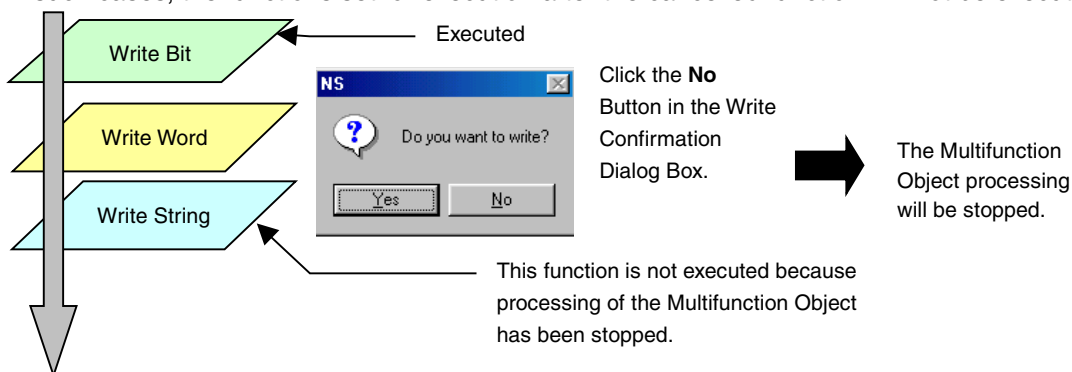 Write Bit
Executed
Write Word
Write String
NS
Do you want to write?
Yes
No
Click the No
Button in the Write
Confirmation
Dialog Box.
The Multifunction
Object processing
will be stopped.
This function is not executed because
processing of the Multifunction Object
has been stopped.